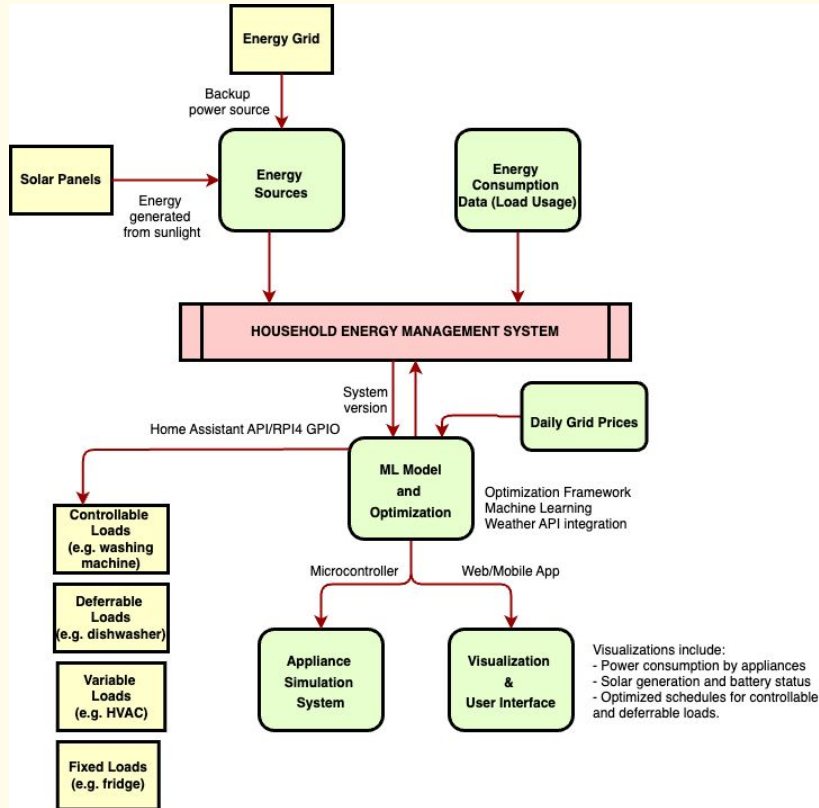 Energy Grid
Backup
power source
Solar Panels
Energy
generated
from sunlight
Energy
Sources
Energy
Consumption
Data (Load Usage)
HOUSEHOLD ENERGY MANAGEMENT SYSTEM
System
version
Daily Grid Prices
Home Assistant API/RPI4 GPIO
ML Model
and
Optimization
Optimization Framework
Machine Learning
Weather API integration
Controllable
Loads
(e.g. washing
machine)
Deferrable
Loads
(e.g. dishwasher)
Variable
Loads
(e.g. HVAC)
Fixed Loads
(e.g. fridge)
Microcontroller
Web/Mobile App
Appliance
Simulation
System
Visualization
&
User Interface
Visualizations include:
- Power consumption by appliances
- Solar generation and battery status
- Optimized schedules for controllable
and deferrable loads.